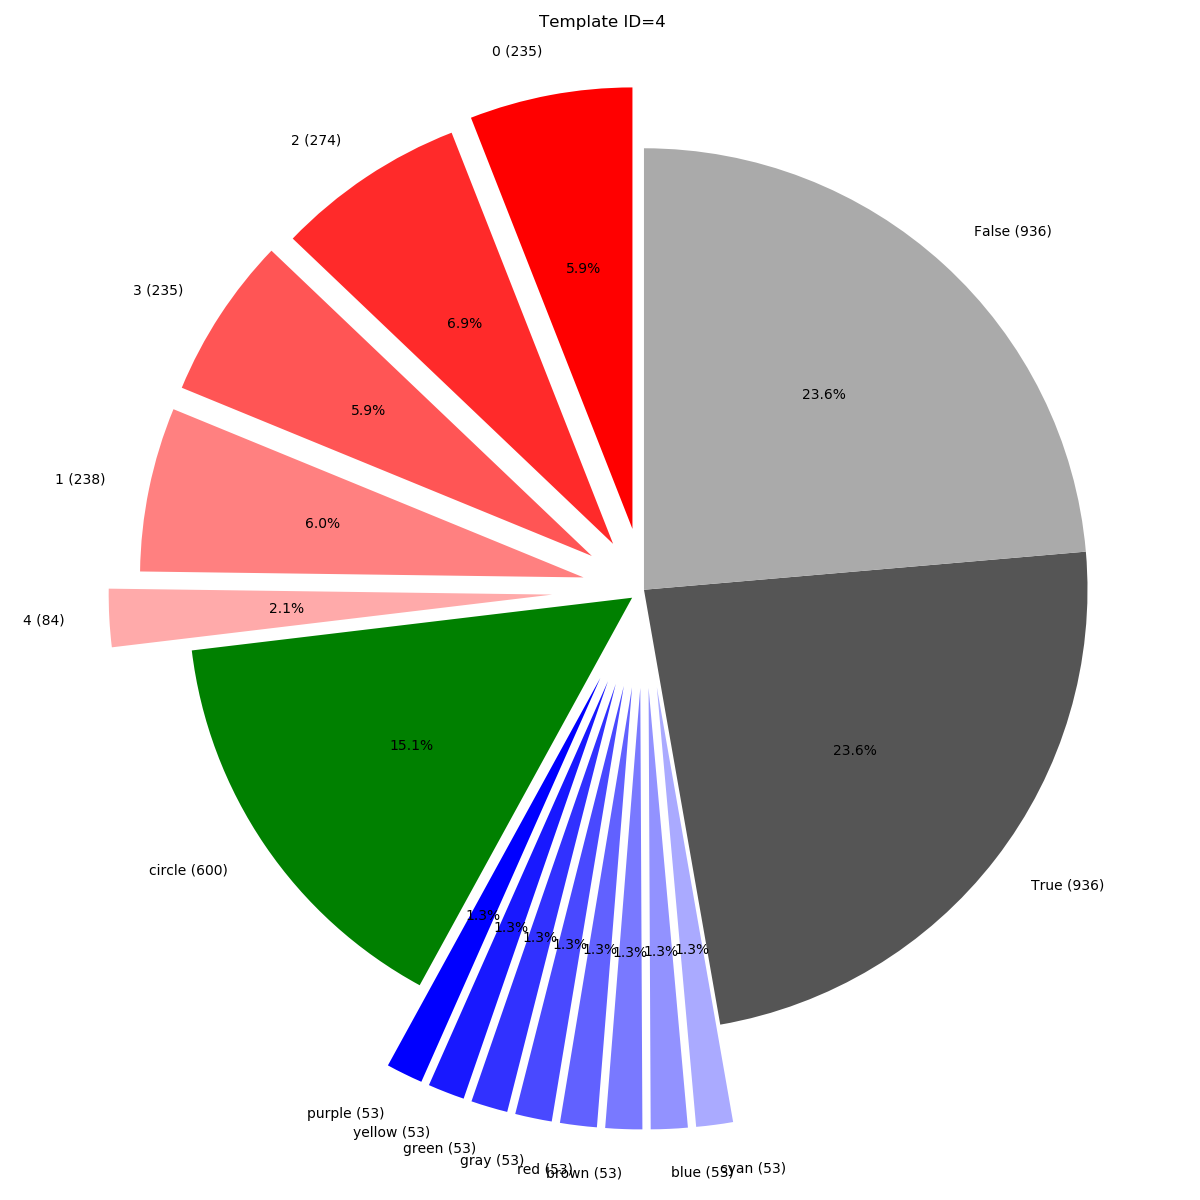 Template ID=4
0 (235)
2 (274)
False (936)
5.9%
3 (235)
6.9%
23.6%
5.9%
1 (238)
6.0%
2.1%
4 (84)
15.1%
23.6%
circle (600)
True (936)
1.3%
1.3%
1.3%
1.3%
1.3%
1.3%
1.3%
1.3%
purple (53)
yellow (53)
green (53)
gray (53)
red (53)
brown (53)
blue (53)
cyan (53)